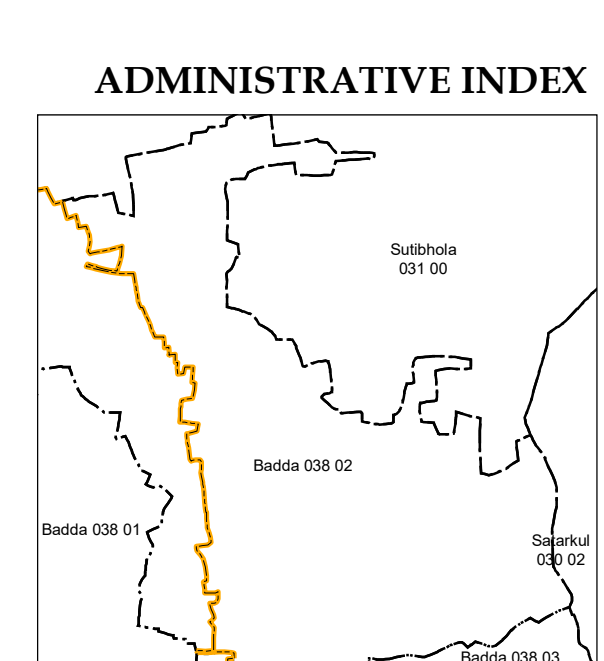 ADMINISTRATIVE INDEX
Sutibhola
031 00
Badda 038 02
Badda 038 01
Satarkul
030 02
Badda 038 03